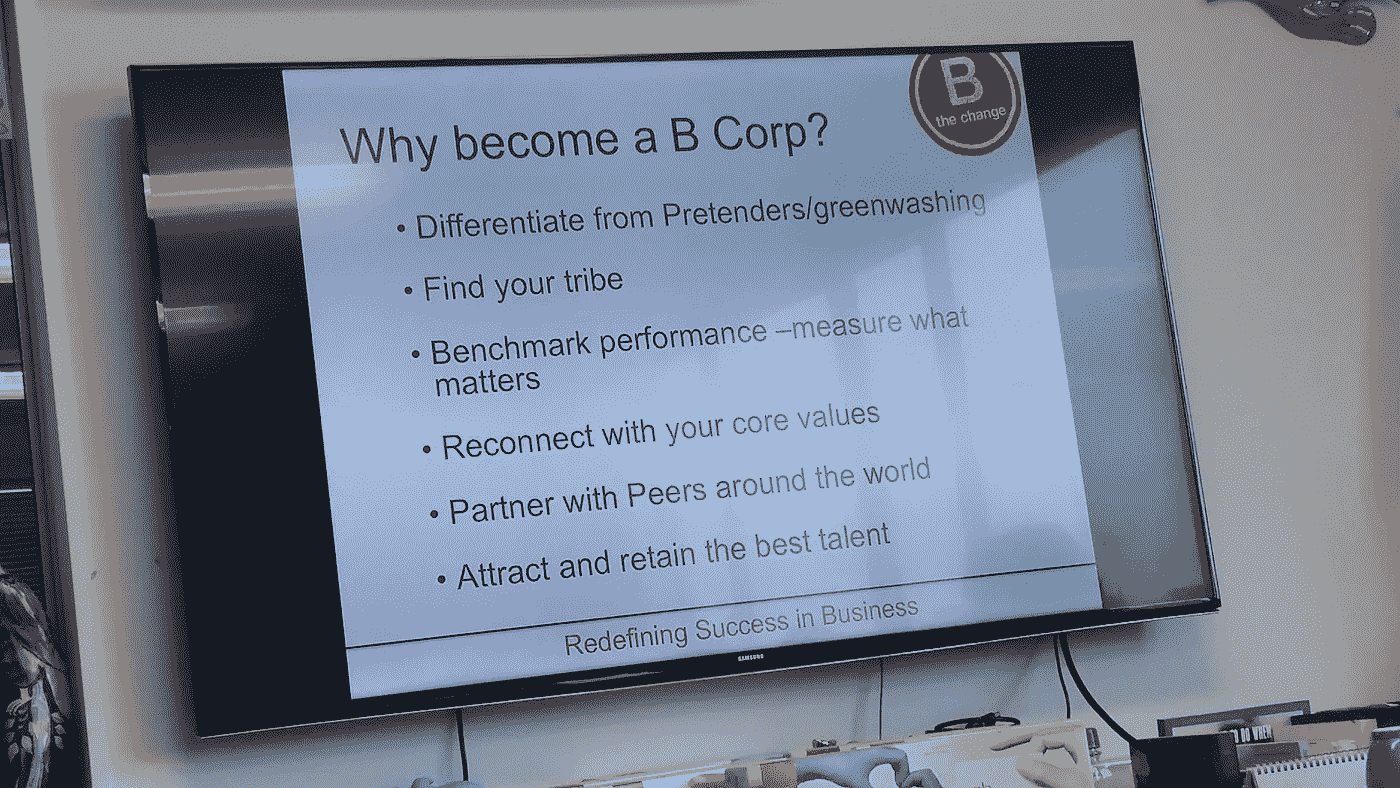 B
the change
Why become a B Corp?
• Differentiate from Pretenders/greenwashing
• Find your tribe
• Benchmark performance –measure what
matters
• Reconnect with your core values
• Partner with Peers around the world
• Attract and retain the best talent
Redefining Success in Business
SAMSUNG
DO WHEN